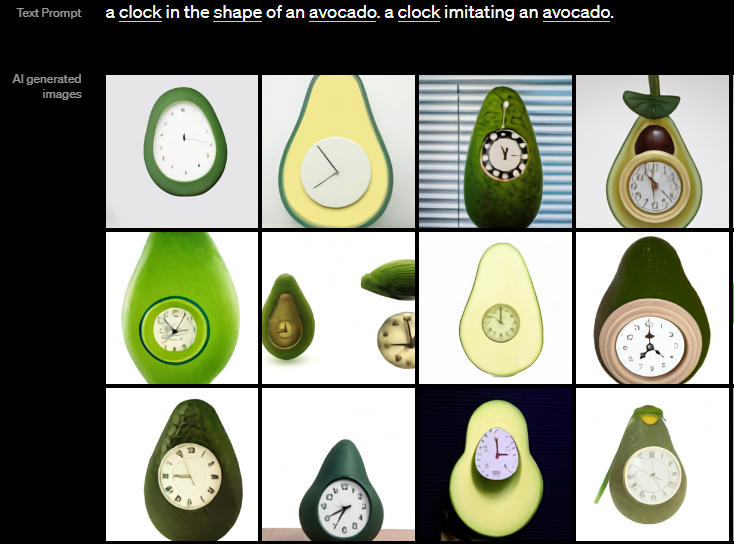 Text Prompt
a clock in the shape of an avocado. a clock imitating an avocado.
AI generated
images